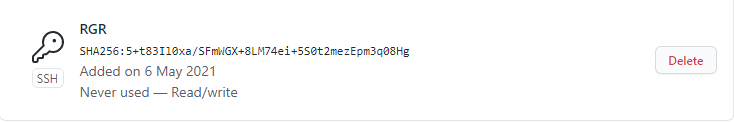 RGR
SHA256:5+t83I10xa/SFmWGX+8LM74ei+5S0t2mezEpm3q08Hg
Added on 6 May 2021
Never used — Read/write
SSH
Delete